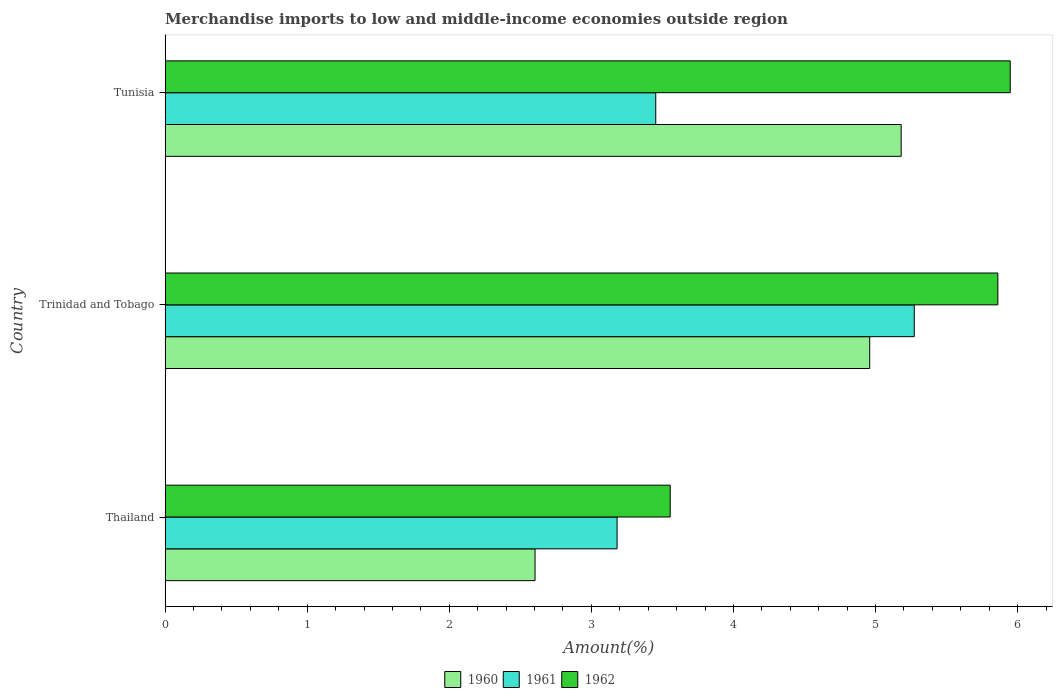 Merchandise imports to low and middle-income economies outside region
Tunisia
Trinidad and Tobago
Thailand
Country
0 1 2 3 4 5 6
Amount(%)
1960 1961 1962